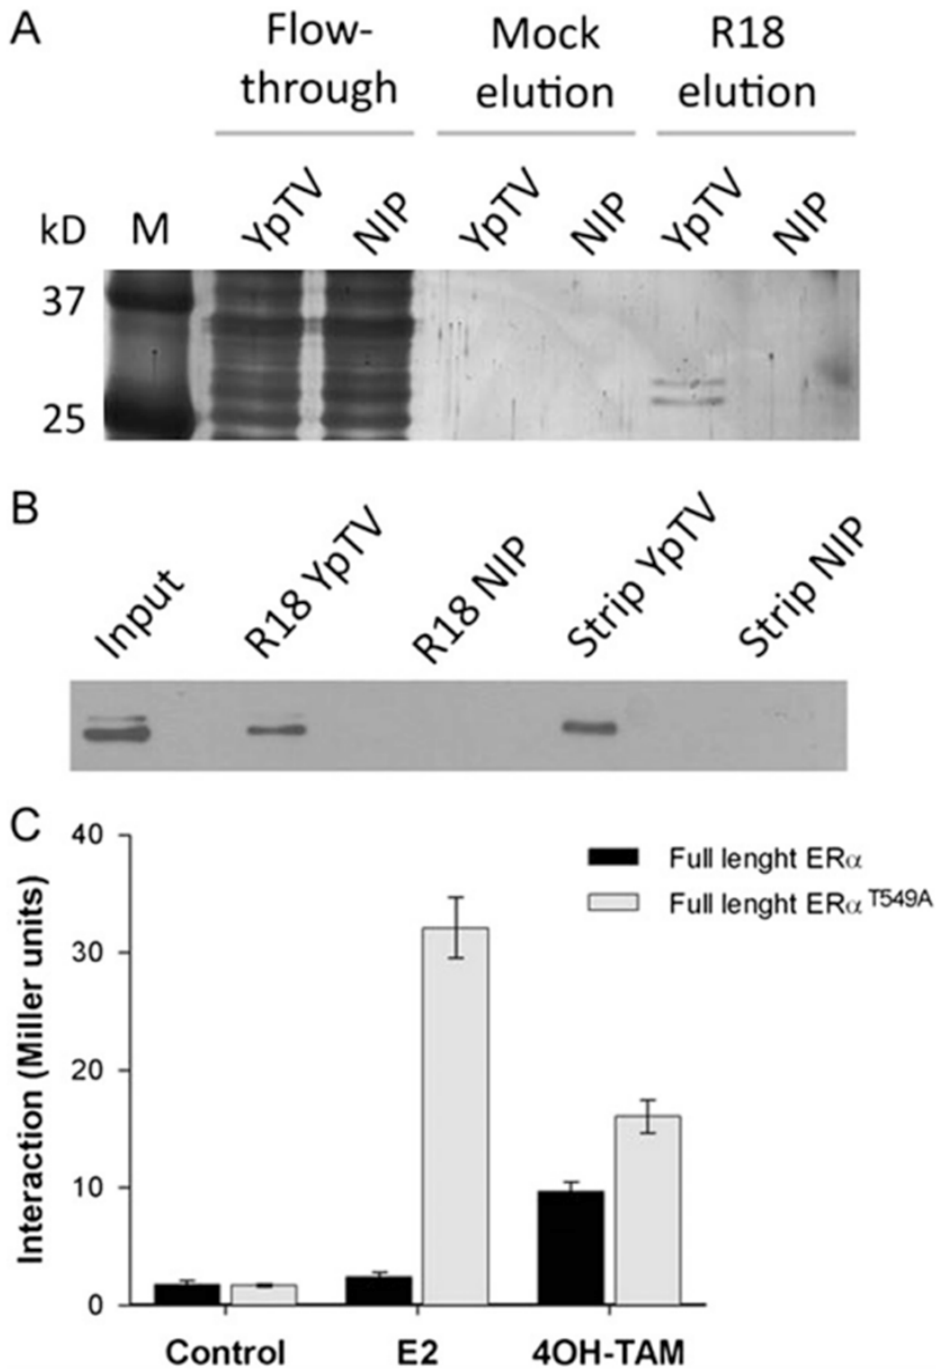 A
Flow-
through
Mock
elution
R18
elution
kD
M
YpTV
NIP
YpTV
NIP
YpTV
NIP
37
25
B
Input
R18 YpTV
R18 NIP
Strip YpTV
Strip NIP
C
Interaction (Miller units)
40
30
20
10
0
Full lenght ERα
Full lenght ERα T549A
Control
E2
4OH-TAM